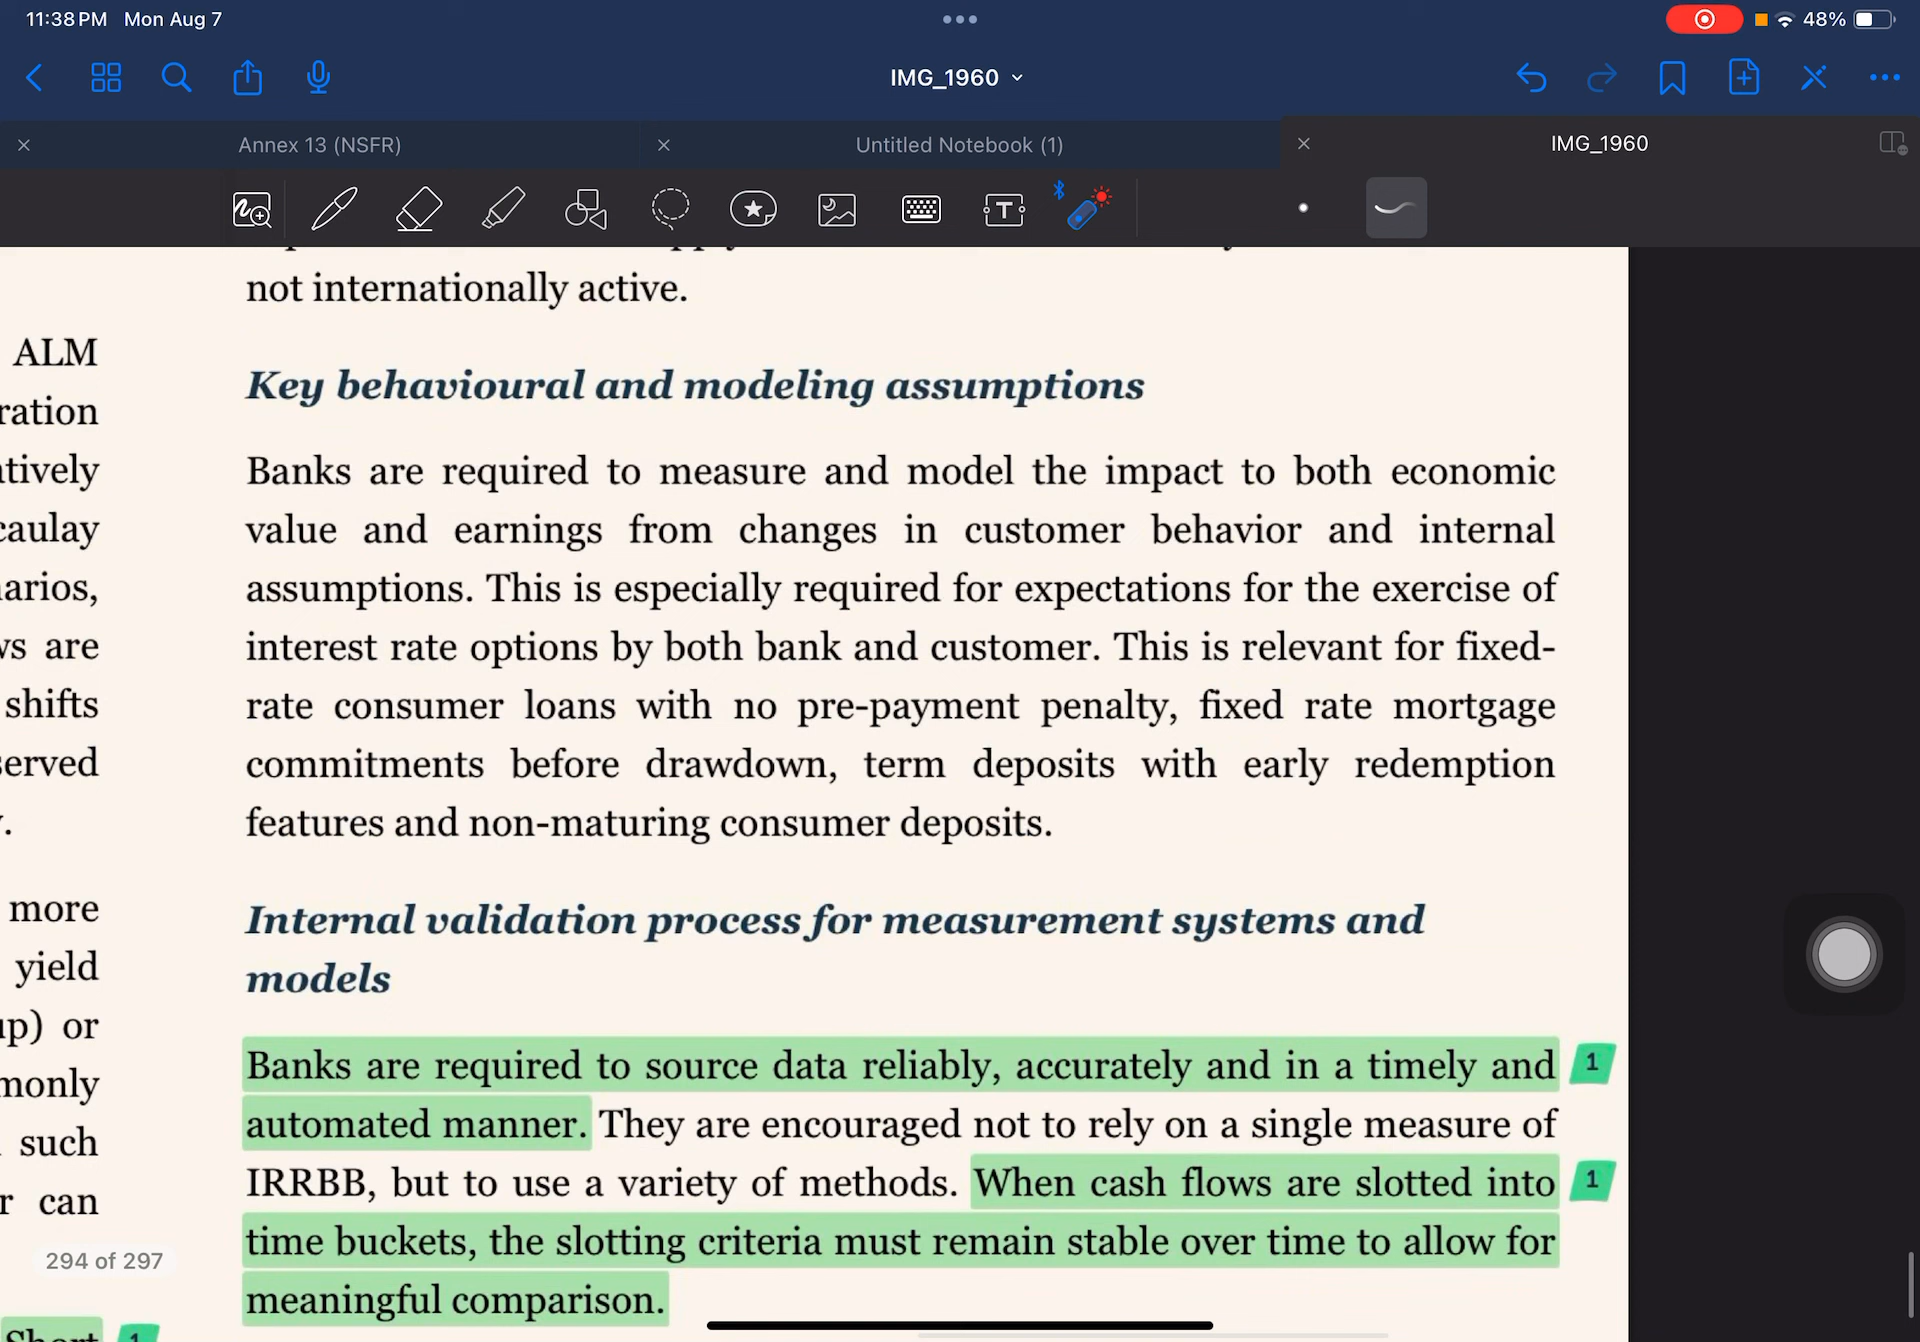 11:38 PM Mon Aug 7
48%
IMG_1960
Annex 13 (NSFR)
Untitled Notebook (1)
IMG_1960
T
not internationally active.
Key behavioural and modeling assumptions
Banks are required to measure and model the impact to both economic
value and earnings from changes in customer behavior and internal
assumptions. This is especially required for expectations for the exercise of
interest rate options by both bank and customer. This is relevant for fixed-
rate consumer loans with no pre-payment penalty, fixed rate mortgage
commitments before drawdown, term deposits with early redemption
features and non-maturing consumer deposits.
Internal validation process for measurement systems and
models
Banks are required to source data reliably, accurately and in a timely and
1
automated manner. They are encouraged not to rely on a single measure of
IRRBB, but to use a variety of methods. When cash flows are slotted into
1
time buckets, the slotting criteria must remain stable over time to allow for
meaningful comparison.
ALM
ration
tively
caulay
arios,
vs are
shifts
served
.
more
yield
up) or
monly
such
r can
294 of 297
Short
1